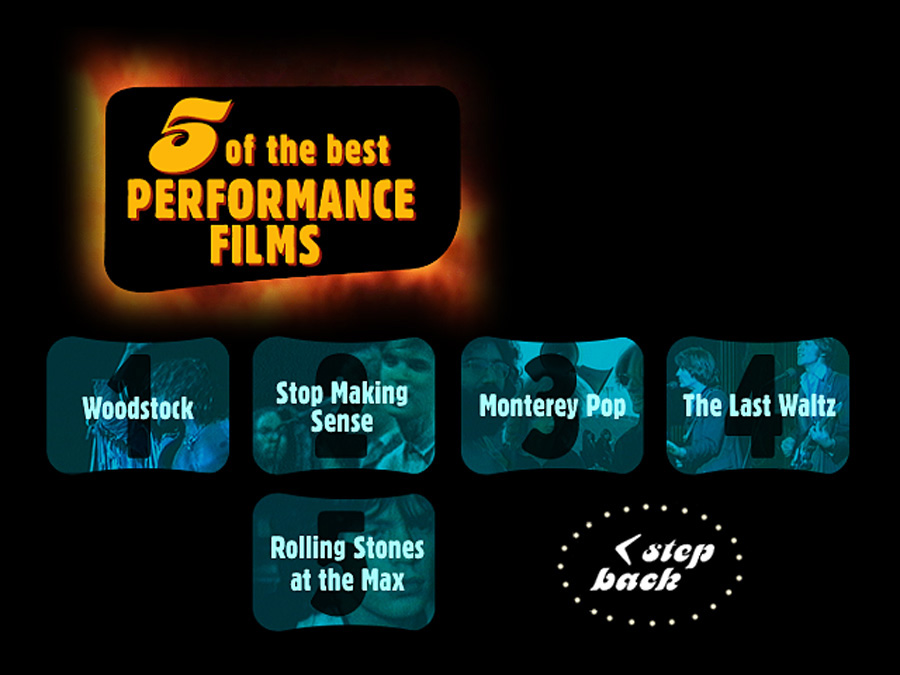 5 of the best
PERFORMANCE
FILMS
1
Woodstock
2
Stop Making
Sense
3
Monterey Pop
4
The Last Waltz
5
Rolling Stones
at the Max
< step
back